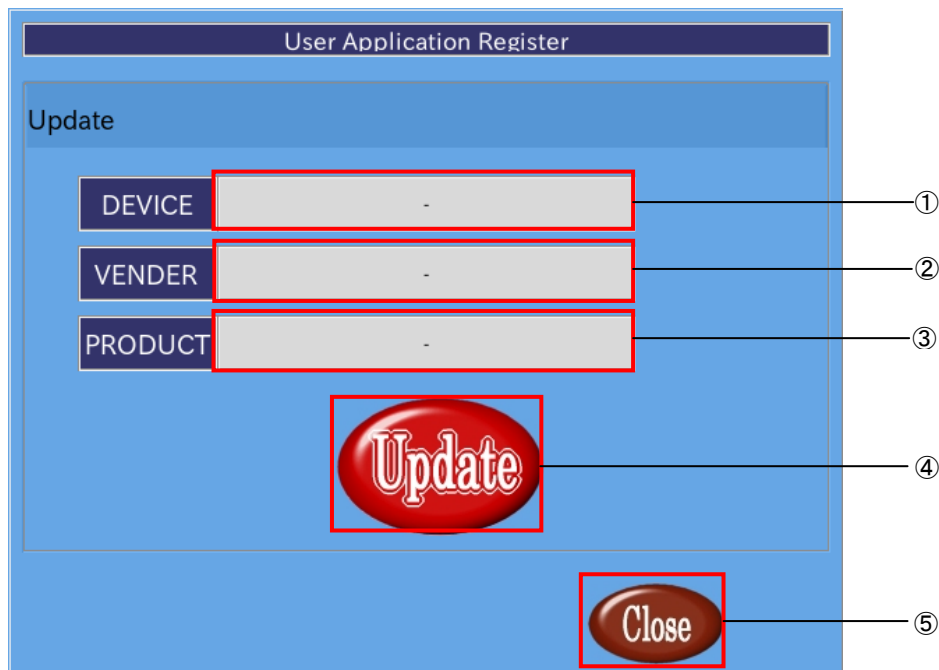 User Application Register
Update
DEVICE - ①
VENDER - ②
PRODUCT - ③
Update ④
Close ⑤